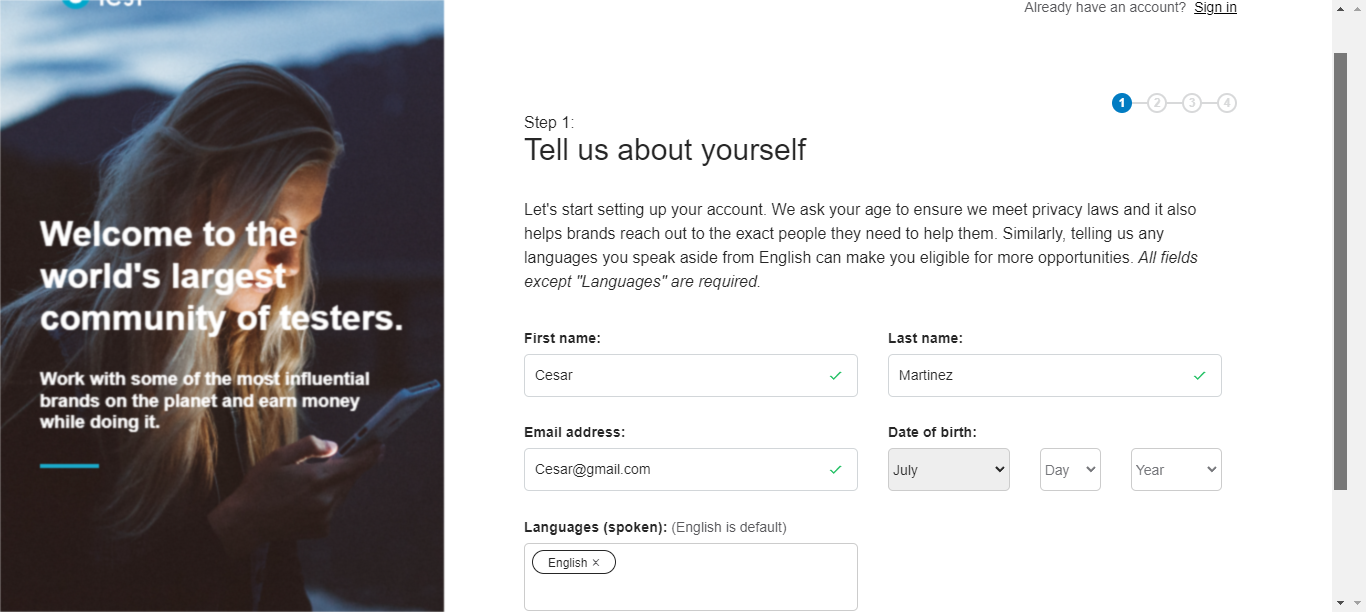 Already have an account? Sign in
1 2 3 4
Step 1:
Tell us about yourself
Let's start setting up your account. We ask your age to ensure we meet privacy laws and it also
helps brands reach out to the exact people they need to help them. Similarly, telling us any
languages you speak aside from English can make you eligible for more opportunities. All fields
except "Languages" are required.
Welcome to the
world's largest
community of testers.
Work with some of the most influential
brands on the planet and earn money
while doing it.
First name:
Last name:
Cesar
Martinez
Email address:
Date of birth:
Cesar@gmail.com
July
Day
Year
Languages (spoken): (English is default)
English ×